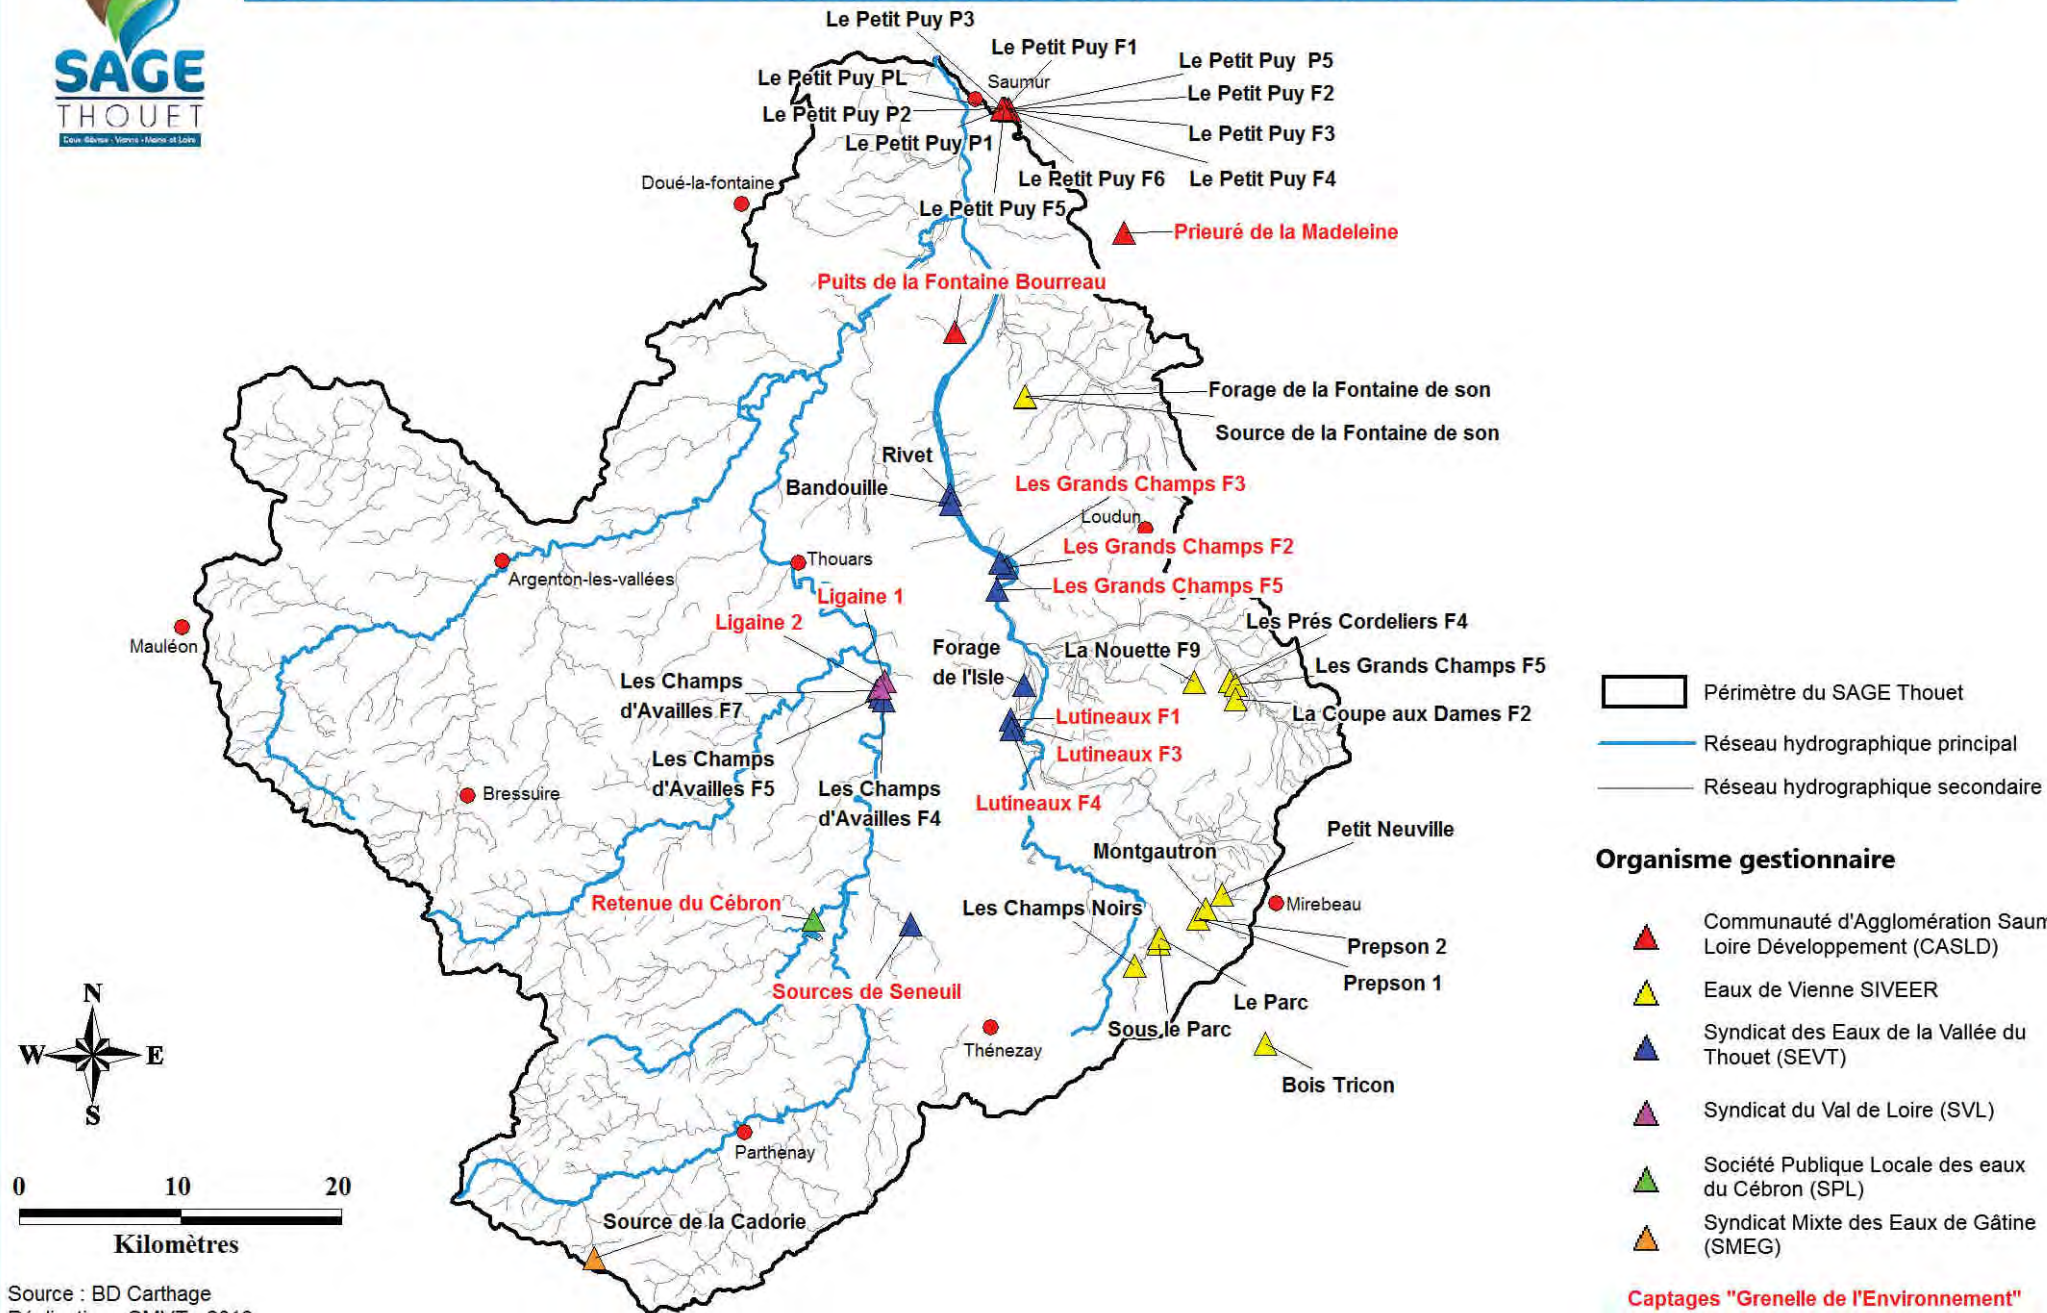 SAGE
THOUET
Deux-Sèvres - Vienne - Maine et Loire
Le Petit Puy P3
Le Petit Puy F1
Le Petit Puy P5
Le Petit Puy PL
Saumur
Le Petit Puy F2
Le Petit Puy P2
Le Petit Puy F3
Le Petit Puy P1
Le Petit Puy F6
Le Petit Puy F4
Doué-la-fontaine
Le Petit Puy F5
Prieuré de la Madeleine
Puits de la Fontaine Bourreau
Forage de la Fontaine de son
Source de la Fontaine de son
Rivet
Bandouille
Les Grands Champs F3
Loudun
Les Grands Champs F2
Thouars
Argenton-les-vallées
Les Grands Champs F5
Ligaine 1
Ligaine 2
Les Prés Cordeliers F4
Mauléon
Forage
de l'Isle
La Nouette F9
Les Grands Champs F5
Les Champs
d'Availles F7
La Coupe aux Dames F2
Lutineaux F1
Lutineaux F3
Les Champs
d'Availles F5
Les Champs
d'Availles F4
Bressuire
Lutineaux F4
Petit Neuville
Montgautron
Retenue du Cébron
Les Champs Noirs
Mirebeau
Prepson 2
Prepson 1
Sources de Seneuil
Le Parc
Sous le Parc
Thénezay
Bois Tricon
Parthenay
Source de la Cadorie
N
W
E
S
0 10 20
Kilomètres
Source : BD Carthage
Périmètre du SAGE Thouet
Réseau hydrographique principal
Réseau hydrographique secondaire
Organisme gestionnaire
Communauté d'Agglomération Saum
Loire Développement (CASLD)
Eaux de Vienne SIVEER
Syndicat des Eaux de la Vallée du
Thouet (SEVT)
Syndicat du Val de Loire (SVL)
Société Publique Locale des eaux
du Cébron (SPL)
Syndicat Mixte des Eaux de Gâtine
(SMEG)
Captages "Grenelle de l'Environnement"